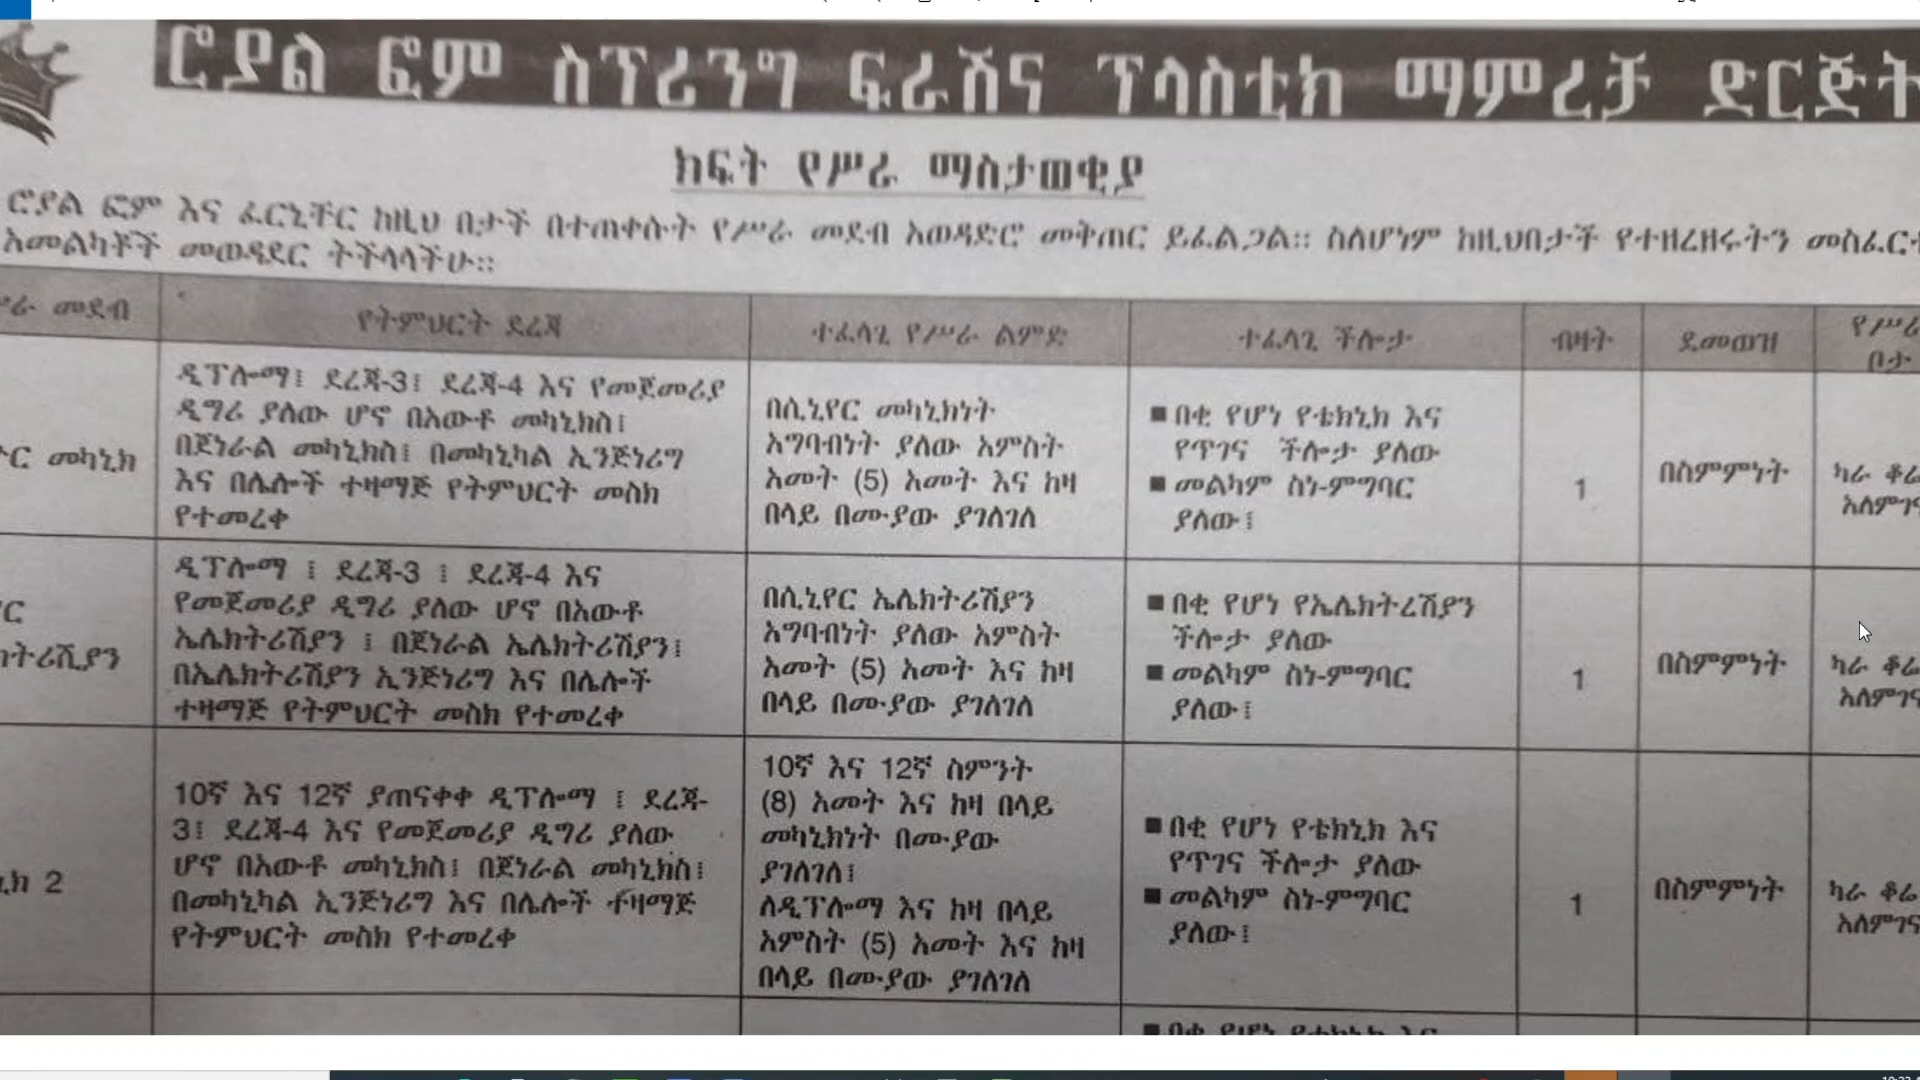 ሮያል ፎም ስፕሪንግ ፍራሽና ፕላስቲክ ማምረቻ ድርጅት
ክፍት የሥራ ማስታወቂያ
ሮያል ፎም እና ፈርኒቸር ከዚህ በታች በተጠቀሱት የሥራ መደብ አወዳድሮ መቅጠር ይፈልጋል። ስለሆነም ከዚህበታች የተዘረዘሩትን
አመልካቾች መወዳደር ትችላላችሁ።
መደብ
የትምህርት ደረጃ
ተፈላጊ የሥራ ልምድ
ተፈላጊ ችሎታ
ብዛት
ደመወዝ
የሥራ
ቦታ
መካኒክ
ዲፕሎማ፤ ደረጃ-3፤ ደረጃ-4 እና የመጀመሪያ
ዲግሪ ያለው ሆኖ በአውቶ መካኒክስ፤
በጀነራል መካኒክስ፤ በመካኒካል ኢንጅነሪግ
እና በሌሎች ተዛማጅ የትምህርት መስክ
የተመረቀ
በሲኒየር መካኒክነት
አግባብነት ያለው አምስት
አመት (5) አመት እና ከዛ
በላይ በሙያው ያገለገለ
■ በቂ የሆነ የቴክኒክ እና
የጥገና ችሎታ ያለው
■ መልካም ስነ-ምግባር
ያለው፤
1
በስምምነት
ካራ
ዲፕሎማ ፤ ደረጃ-3 ፤ ደረጃ-4 እና
የመጀመሪያ ዲግሪ ያለው ሆኖ በአውቶ
ኤሌክትሪሽያን ፤ በጀነራል ኤሌክትሪሽያን፤
በኤሌክትሪሽያን ኢንጅነሪግ እና በሌሎች
ተዛማጅ የትምህርት መስክ የተመረቀ
በሲኒየር ኤሌክትሪሽያን
አግባብነት ያለው አምስት
አመት (5) አመት እና ከዛ
በላይ በሙያው ያገለገለ
■ በቂ የሆነ የኤሌክትረሽያን
ችሎታ ያለው
■ መልካም ስነ-ምግባር
ያለው፤
1
በስምምነት
ካራ
2
10ኛ እና 12ኛ ያጠናቀቀ ዲፕሎማ ፤ ደረጃ-
3፤ ደረጃ-4 እና የመጀመሪያ ዲግሪ ያለው
ሆኖ በአውቶ መካኒክስ፤ በጀነራል መካኒክስ፤
በመካኒካል ኢንጅነሪግ እና በሌሎች ተዛማጅ
የትምህርት መስክ የተመረቀ
10ኛ እና 12ኛ ስምንት
(8) አመት እና ከዛ በላይ
መካኒክነት በሙያው
ያገለገለ፤
ለዲፕሎማ እና ከዛ በላይ
አምስት (5) አመት እና ከዛ
በላይ በሙያው ያገለገለ
■ በቂ የሆነ የቴክኒክ እና
የጥገና ችሎታ ያለው
■ መልካም ስነ-ምግባር
ያለው፤
1
በስምምነት
ካራ